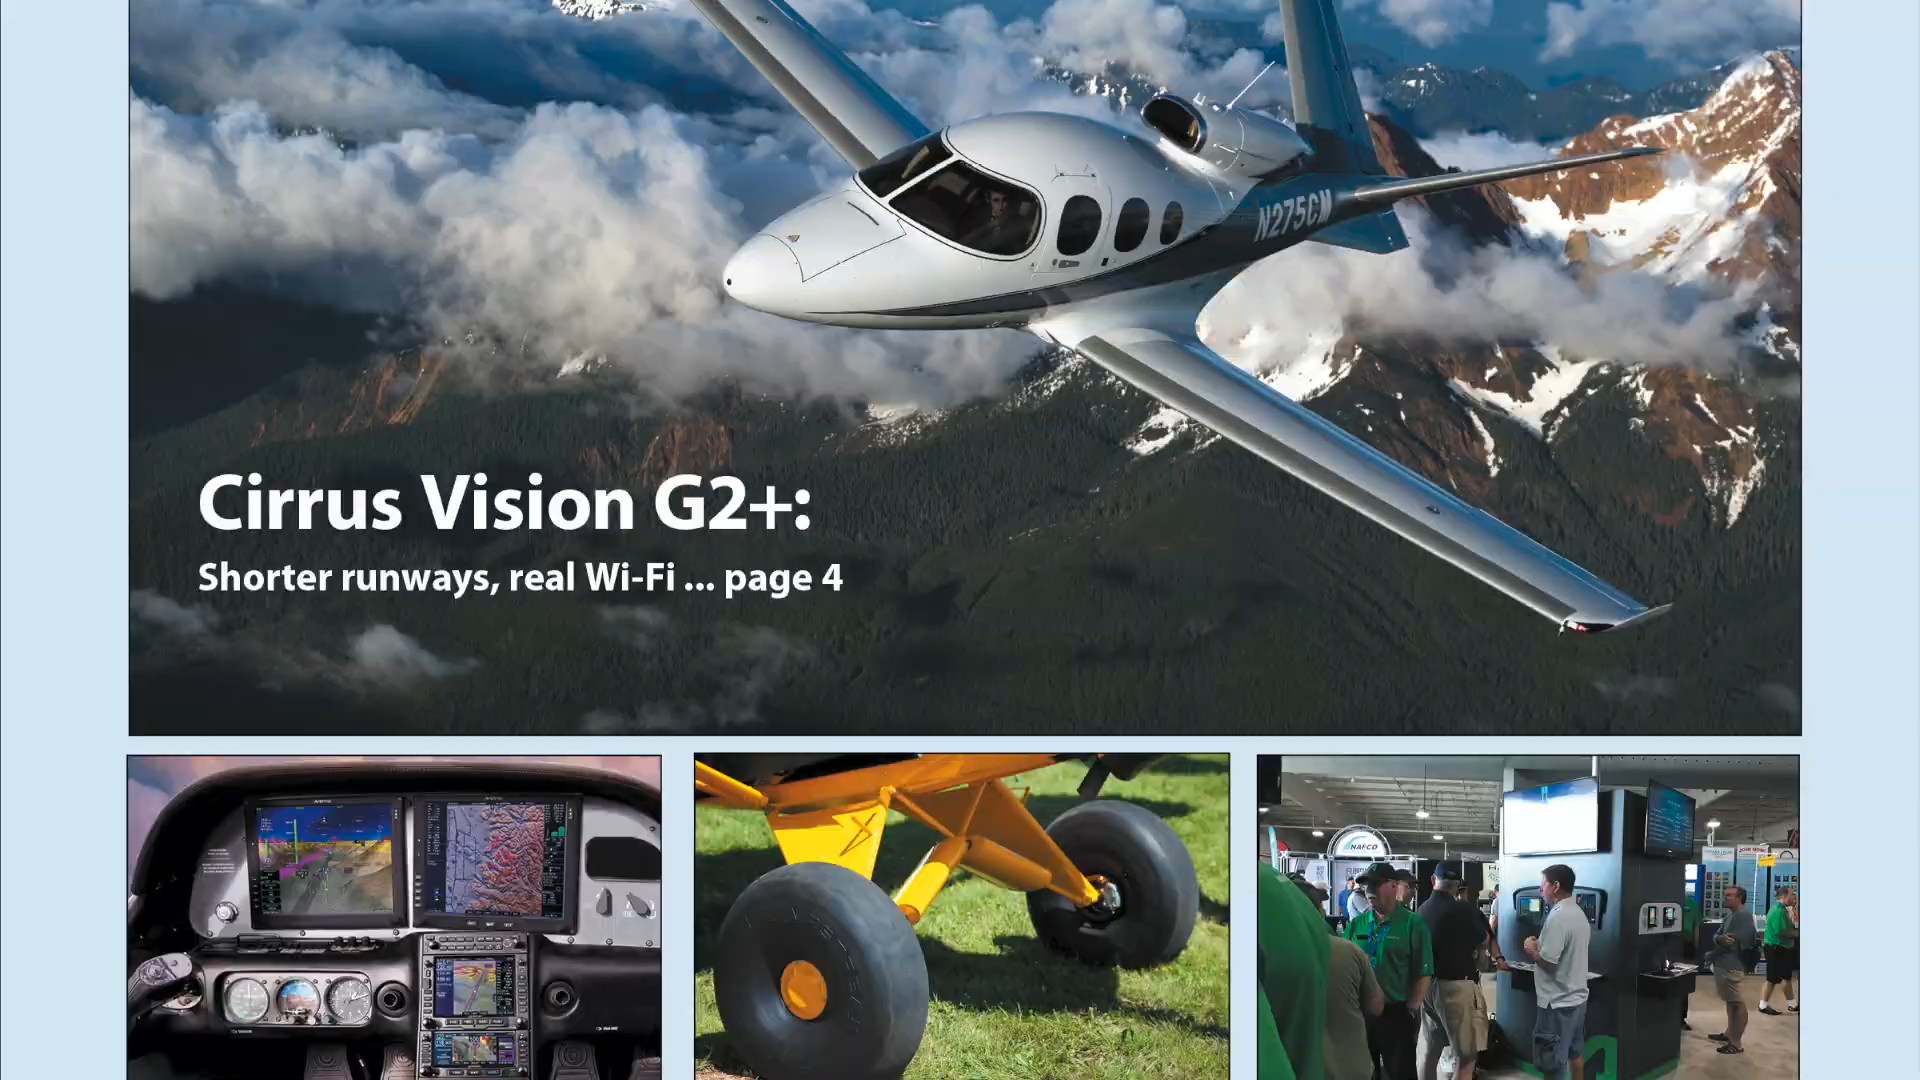 N275CM
Cirrus Vision G2+:
Shorter runways, real Wi-Fi ... page 4
NAFCO